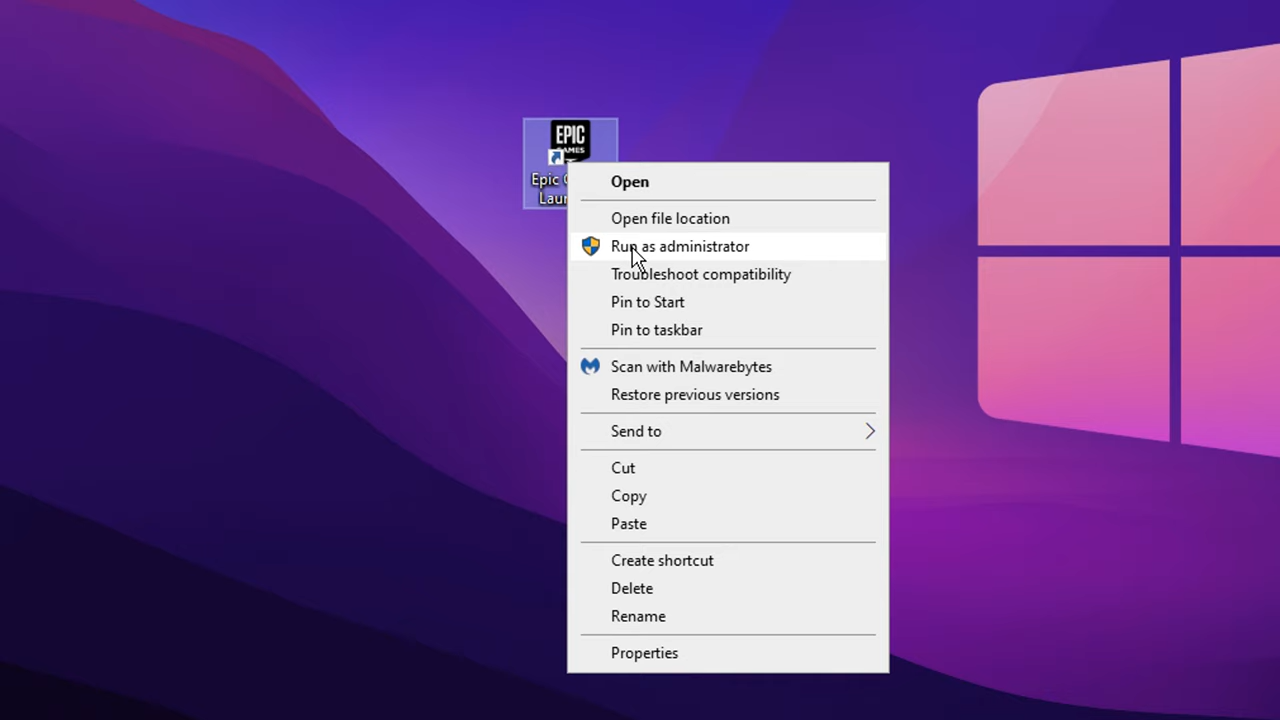 EPIC
GAMES
Epic
Laun
Open
Open file location
Run as administrator
Troubleshoot compatibility
Pin to Start
Pin to taskbar
Scan with Malwarebytes
Restore previous versions
Send to
Cut
Copy
Paste
Create shortcut
Delete
Rename
Properties